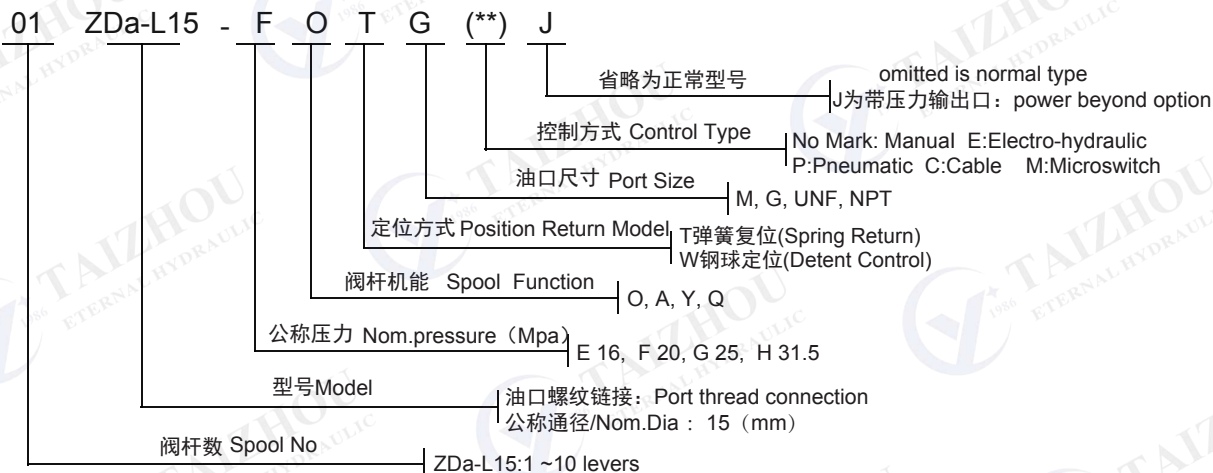 01 ZDa-L15 - F O T G (**) J
省略为正常型号 omitted is normal type
J为带压力输出口：power beyond option
控制方式 Control Type No Mark: Manual E:Electro-hydraulic
P:Pneumatic C:Cable M:Microswitch
油口尺寸 Port Size M, G, UNF, NPT
定位方式 Position Return Model T弹簧复位(Spring Return)
W钢球定位(Detent Control)
阀杆机能 Spool Function O, A, Y, Q
公称压力 Nom.pressure（Mpa） E 16, F 20, G 25, H 31.5
型号Model 油口螺纹链接：Port thread connection
公称通径/Nom.Dia：15（mm）
阀杆数 Spool No ZDa-L15:1 ~10 levers
TAIZHOU
ETERNAL HYDRAULIC
1986